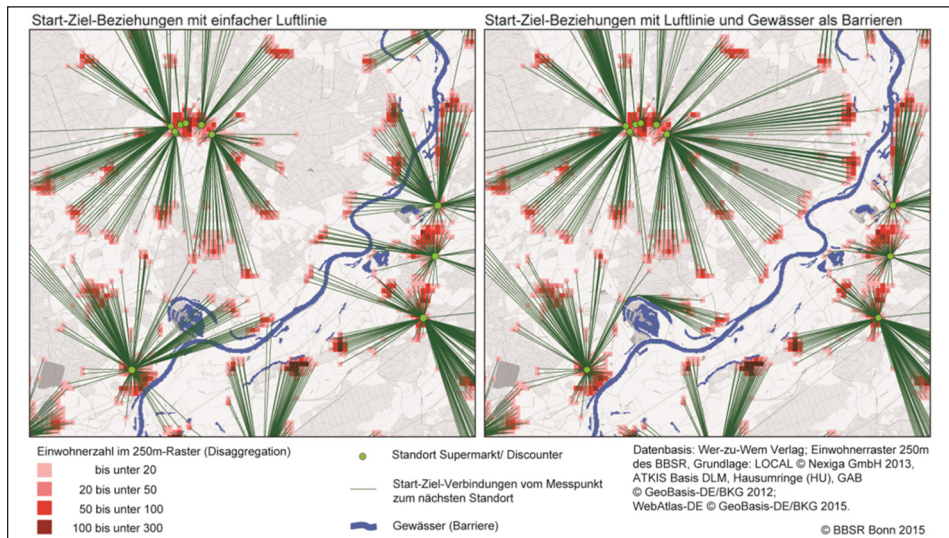 Start-Ziel-Beziehungen mit einfacher Luftlinie
Start-Ziel-Beziehungen mit Luftlinie und Gewässer als Barrieren
Einwohnerzahl im 250m-Raster (Disaggregation)
bis unter 20
20 bis unter 50
50 bis unter 100
100 bis unter 300
Standort Supermarkt/ Discounter
Start-Ziel-Verbindungen vom Messpunkt
zum nächsten Standort
Gewässer (Barriere)
Datenbasis: Wer-zu-Wem Verlag; Einwohnerraster 250m
des BBSR, Grundlage: LOCAL © Nexiga GmbH 2013,
ATKIS Basis DLM, Hausumringe (HU), GAB
© GeoBasis-DE/BKG 2012;
WebAtlas-DE © GeoBasis-DE/BKG 2015.
© BBSR Bonn 2015